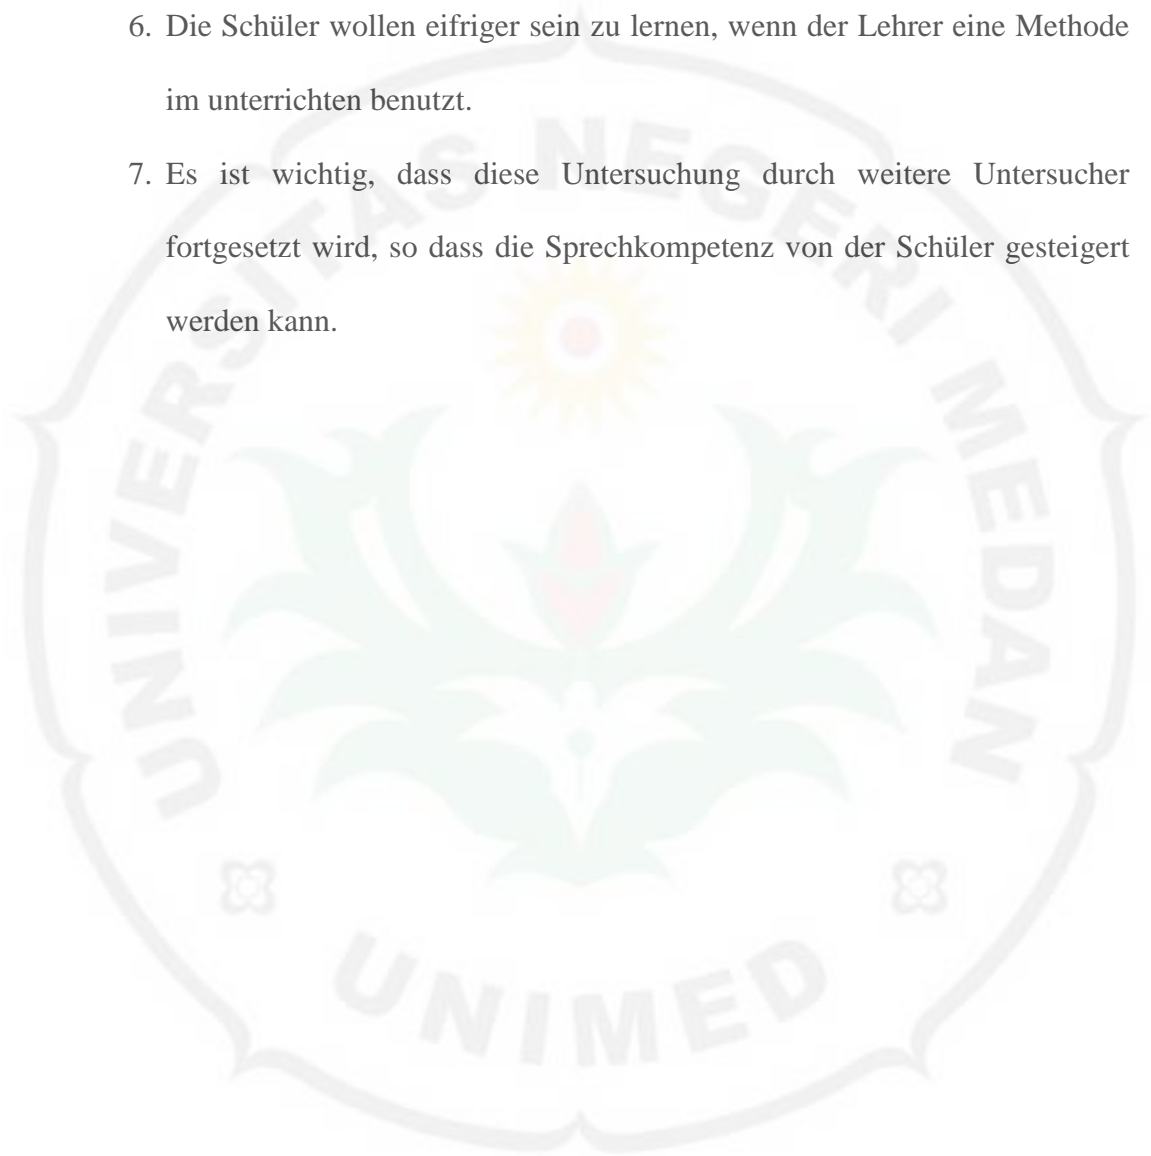 6. Die Schüler wollen eifriger sein zu lernen, wenn der Lehrer eine Methode
im unterrichten benutzt.
7. Es ist wichtig, dass diese Untersuchung durch weitere Untersucher
fortgesetzt wird, so dass die Sprechkompetenz von der Schüler gesteigert
werden kann.
UNIVERSITAS NEGERI MEDAN
UNIMED